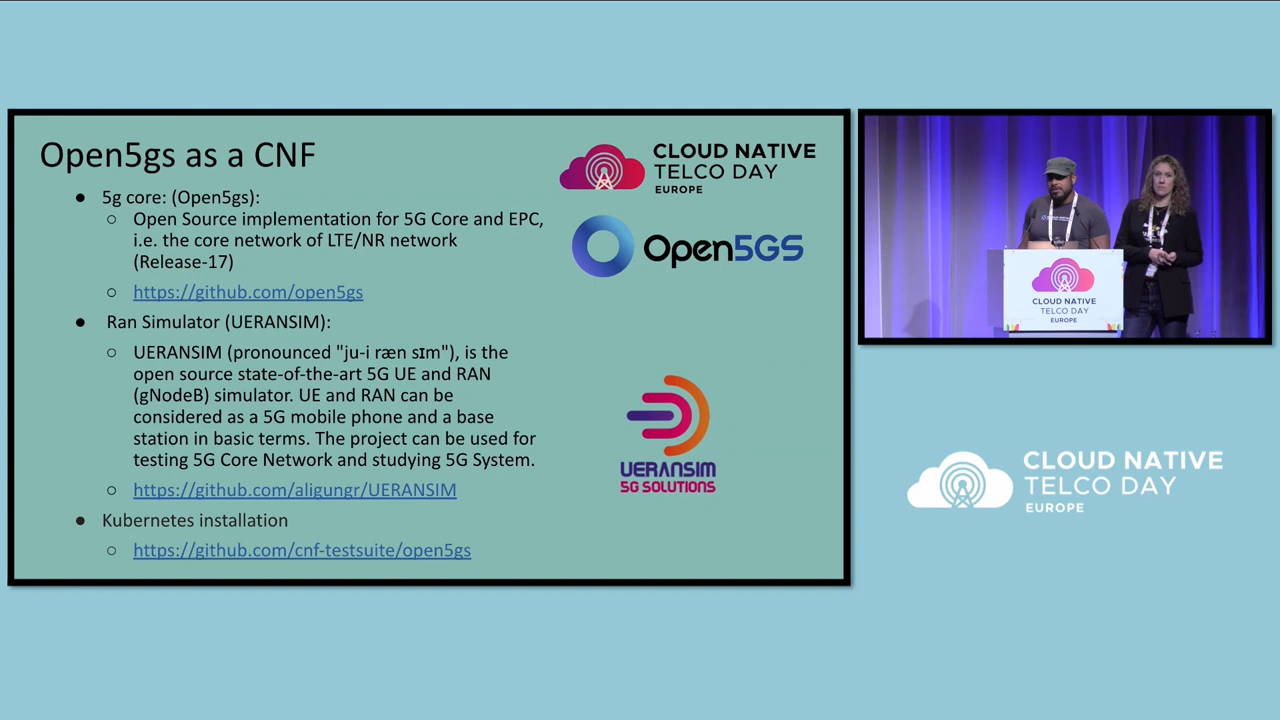 Open5gs as a CNF
CLOUD NATIVE
TELCO DAY
EUROPE
Open5GS
● 5g core: (Open5gs):
○ Open Source implementation for 5G Core and EPC,
i.e. the core network of LTE/NR network
(Release-17)
○ https://github.com/open5gs
● Ran Simulator (UERANSIM):
○ UERANSIM (pronounced "ju-i ræn sɪm"), is the
open source state-of-the-art 5G UE and RAN
(gNodeB) simulator. UE and RAN can be
considered as a 5G mobile phone and a base
station in basic terms. The project can be used for
testing 5G Core Network and studying 5G System.
○ https://github.com/aligungr/UERANSIM
● Kubernetes installation
○ https://github.com/cnf-testsuite/open5gs
UERANSIM
5G SOLUTIONS
CLOUD NATIVE
TELCO DAY
EUROPE
CLOUD NATIVE
TELCO DAY
EUROPE